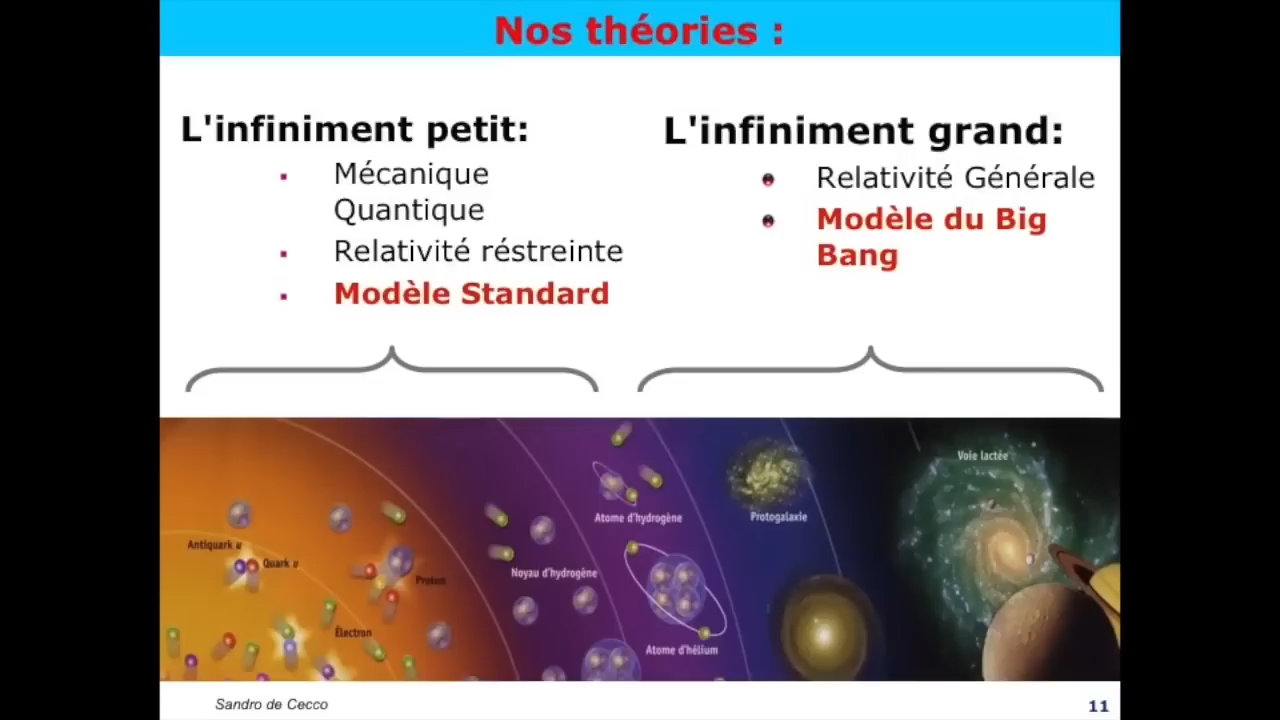 Nos théories :
L'infiniment petit:
Mécanique
Quantique
Relativité réstreinte
Modèle Standard
L'infiniment grand:
Relativité Générale
Modèle du Big
Bang
Antiquark u
Quark u
Proton
Électron
Noyau d'hydrogène
Atome d'hydrogène
Atome d'hélium
Protogalaxie
Voie lactée
Sandro de Cecco
11